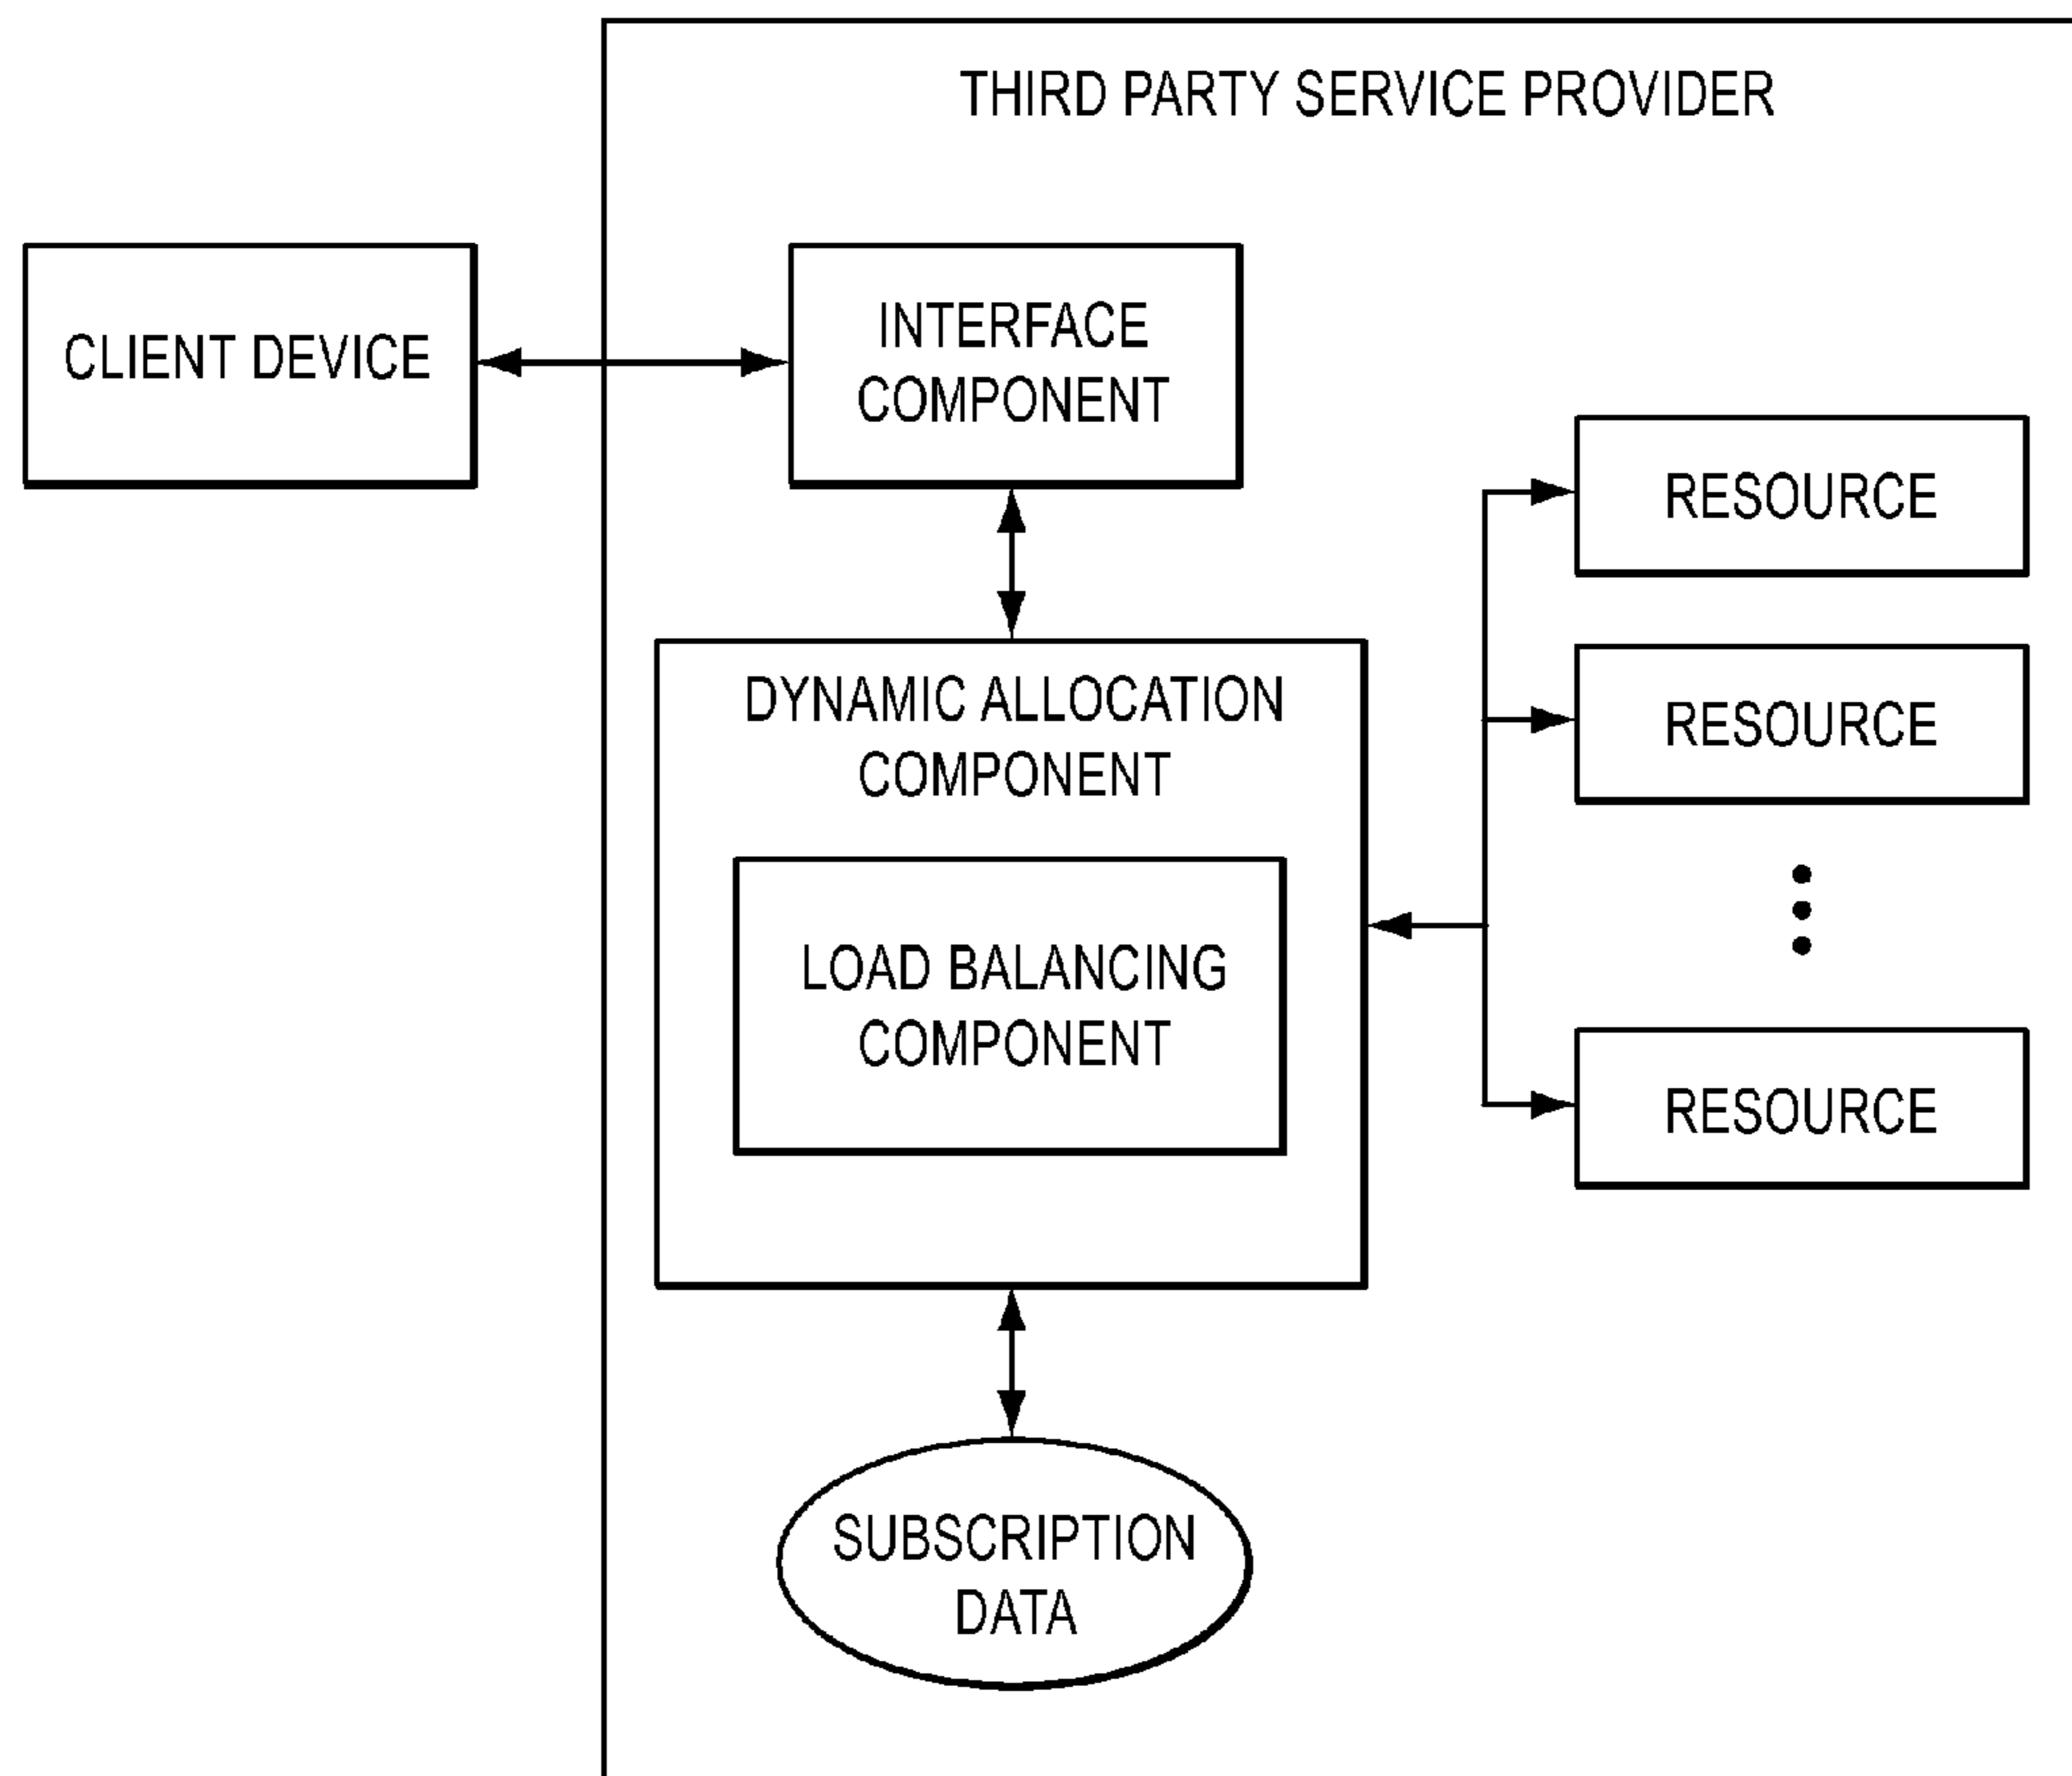 THIRD PARTY SERVICE PROVIDER
CLIENT DEVICE
INTERFACE
COMPONENT
RESOURCE
DYNAMIC ALLOCATION
COMPONENT
RESOURCE
LOAD BALANCING
COMPONENT
RESOURCE
SUBSCRIPTION
DATA